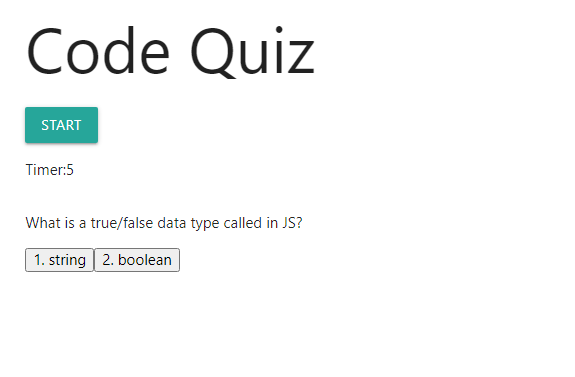 Code Quiz
START
Timer:5
What is a true/false data type called in JS?
1. string 2. boolean